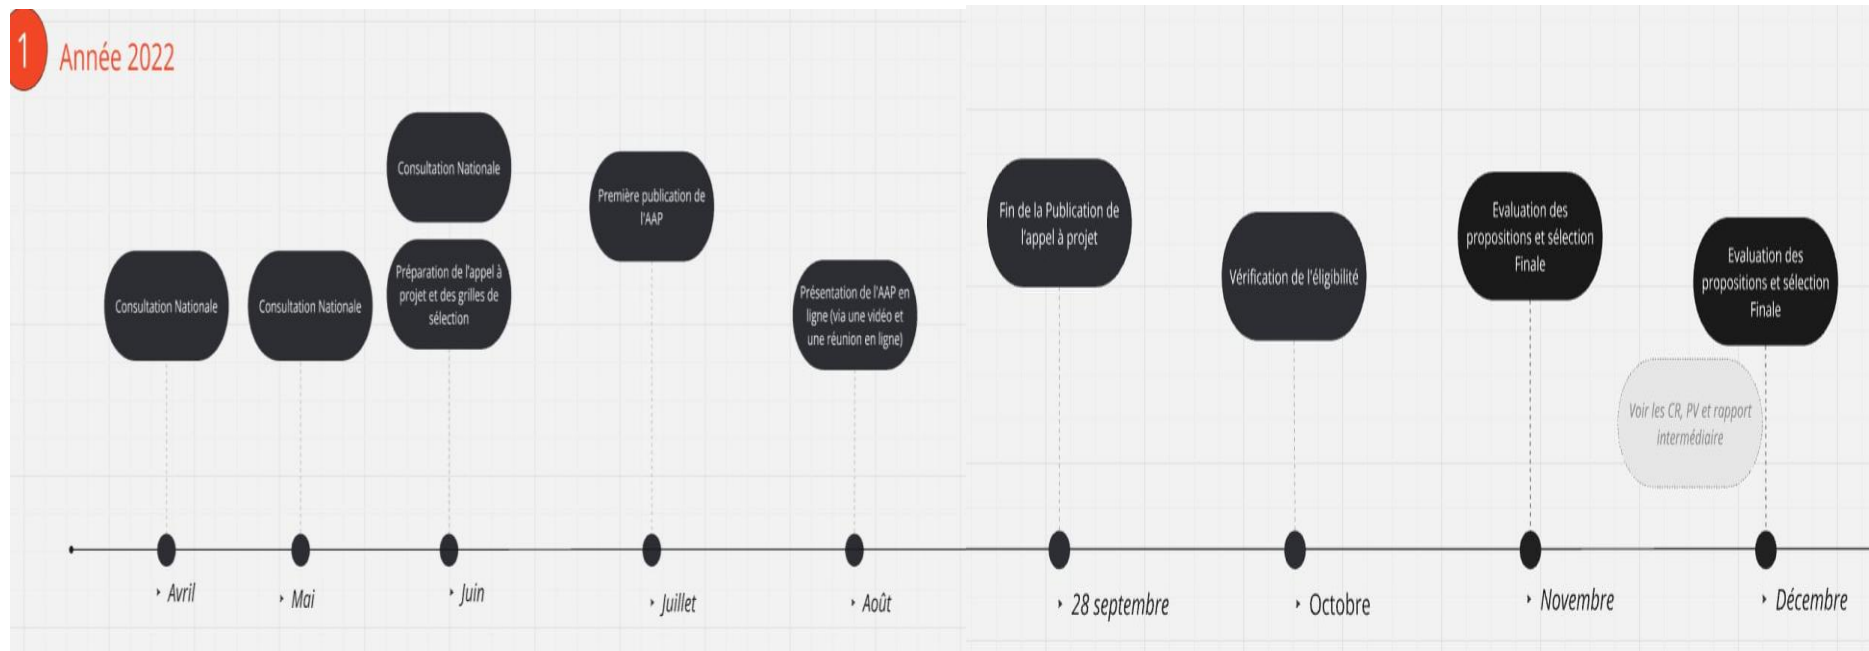 1
Année 2022
Consultation Nationale
Consultation Nationale
Consultation Nationale
Préparation de l'appel à
projet et des grilles de
sélection
Première publication de
l'AAP
Présentation de l'AAP en
ligne (via une vidéo et
une réunion en ligne)
Fin de la Publication de
l'appel à projet
Vérification de l'éligibilité
Evaluation des
propositions et sélection
Finale
Evaluation des
propositions et sélection
Finale
Voir les CR, PV et rapport
intermédiaire
Avril
Mai
Juin
Juillet
Août
28 septembre
Octobre
Novembre
Décembre